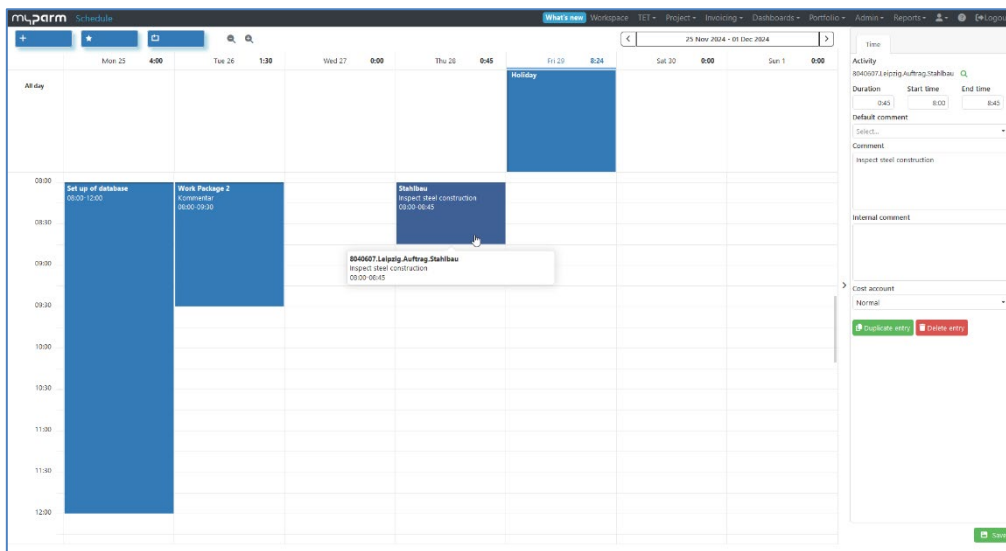 myparm Schedule What's new Workspace TET Project Invoicing Dashboards Portfolio Admin Reports Logout
25 Nov 2024 - 01 Dec 2024
Mon 25 4:00 Tue 26 1:30 Wed 27 0:00 Thu 28 0:45 Fri 29 8:24 Sat 30 0:00 Sun 1 0:00
All day
Holiday
08:00
08:30
09:00
09:30
10:00
10:30
11:00
11:30
12:00
Set up of database
08:00-12:00
Work Package 2
Kommentar
08:00-09:30
Stahlbau
Inspect steel construction
08:00-08:45
8040607.Leipzig.Auftrag.Stahlbau
Inspect steel construction
08:00-08:45
Time
Activity
8040607.Leipzig.Auftrag.Stahlbau
Duration Start time End time
0:45 8:00 8:45
Default comment
Select...
Comment
Inspect steel construction
Internal comment
Cost account
Normal
Duplicate entry Delete entry
Save